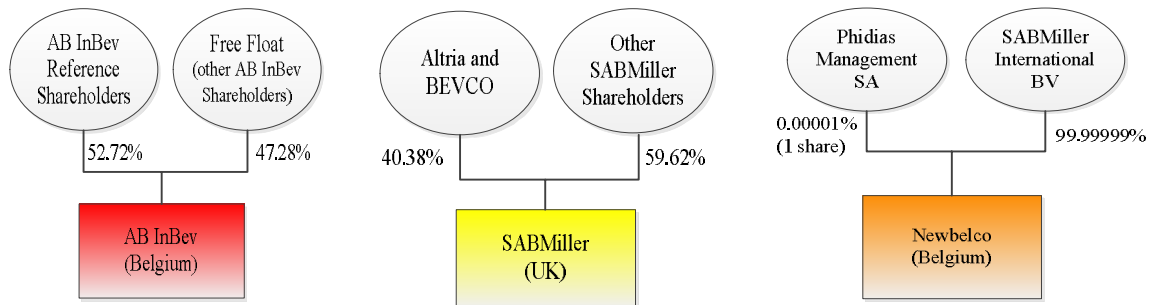 AB InBev
Reference
Shareholders
Free Float
(other AB InBev
Shareholders)
52.72%
47.28%
AB InBev
(Belgium)
Altria and
BEVCO
Other
SABMiller
Shareholders
40.38%
59.62%
SABMiller
(UK)
Phidias
Management
SA
SABMiller
International
BV
0.00001%
(1 share)
99.99999%
Newbelco
(Belgium)